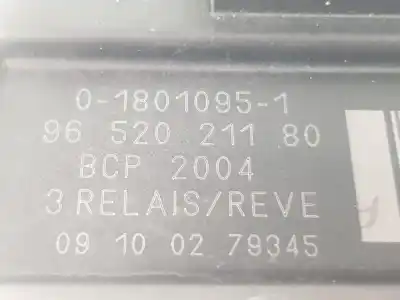 0-1801095-1
96 520 211 80
BCP 2004
3 RELAIS/REVE
09 10 02 79345